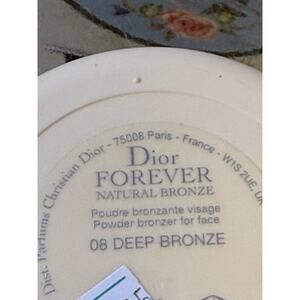 Dist. Parfums Christian Dior - 75008 Paris - France - W1S 2UE, UK
Dior
FOREVER
NATURAL BRONZE
Poudre bronzante visage
Powder bronzer for face
08 DEEP BRONZE